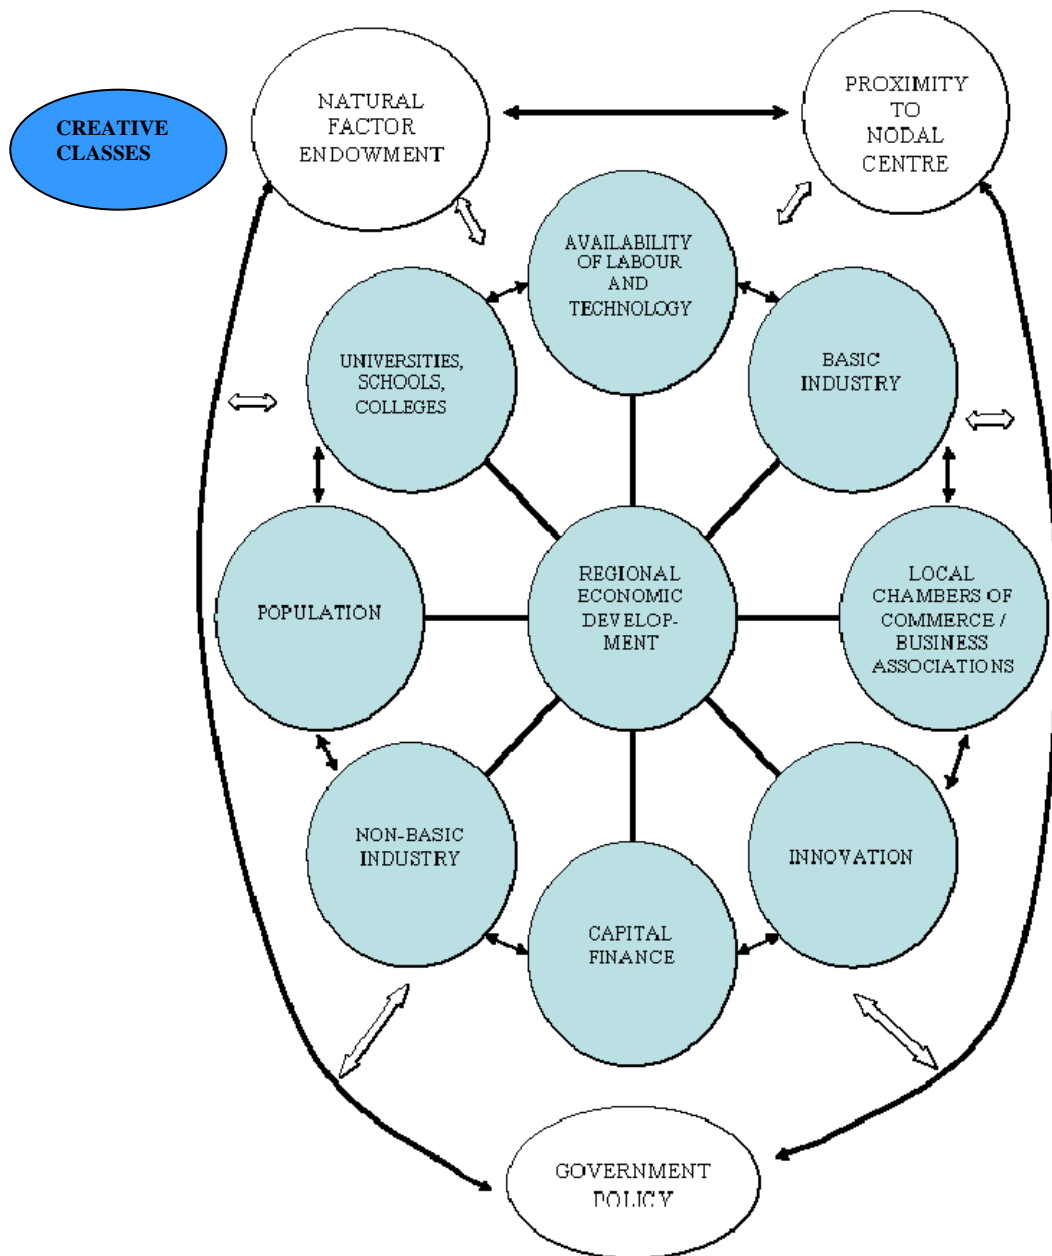 CREATIVE
CLASSES
NATURAL
FACTOR
ENDOWMENT
PROXIMITY
TO
NODAL
CENTRE
AVAILABILITY
OF LABOUR
AND
TECHNOLOGY
UNIVERSITIES,
SCHOOLS,
COLLEGES
BASIC
INDUSTRY
POPULATION
REGIONAL
ECONOMIC
DEVELOP-
MENT
LOCAL
CHAMBERS OF
COMMERCE /
BUSINESS
ASSOCIATIONS
NON-BASIC
INDUSTRY
INNOVATION
CAPITAL
FINANCE
GOVERNMENT
POLICY